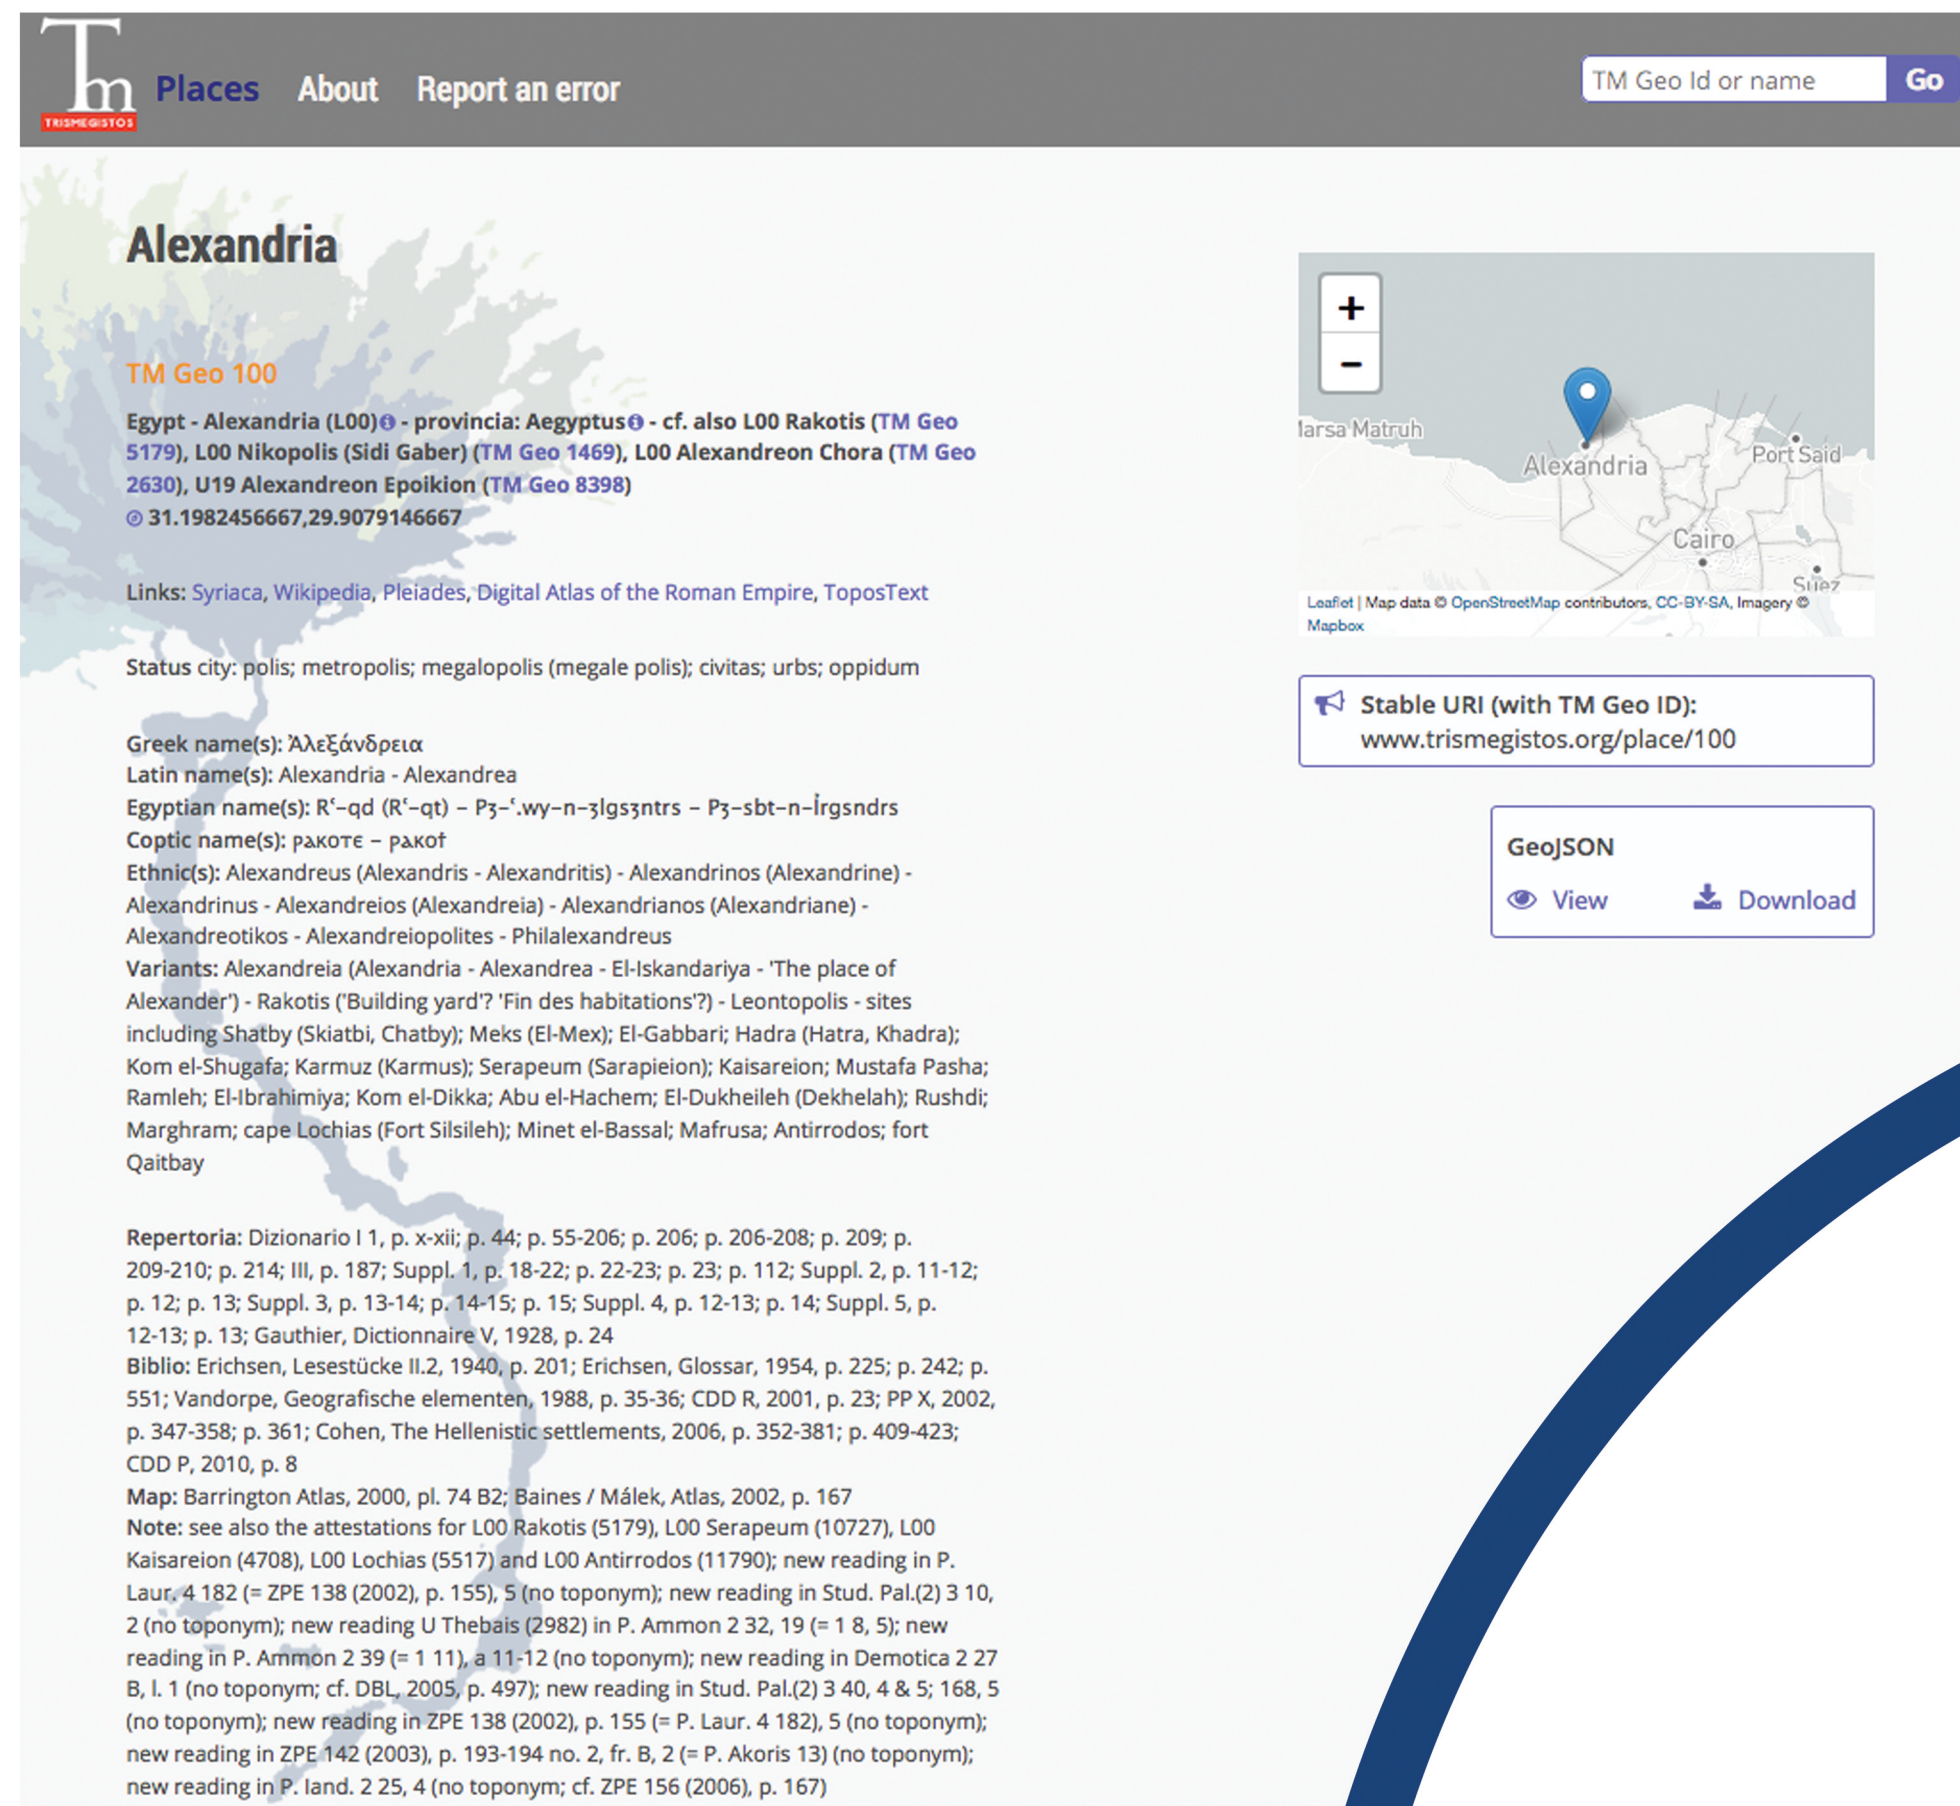 Tm
TRISMEGISTOS
Places About Report an error
TM Geo Id or name Go
Alexandria
TM Geo 100
Egypt - Alexandria (L00) - provincia: Aegyptus - cf. also L00 Rakotis (TM Geo
5179), L00 Nikopolis (Sidi Gaber) (TM Geo 1469), L00 Alexandreon Chora (TM Geo
2630), U19 Alexandreon Epoikion (TM Geo 8398)
31.1982456667,29.9079146667
Links: Syriaca, Wikipedia, Pleiades, Digital Atlas of the Roman Empire, ToposText
Status city: polis; metropolis; megalopolis (megale polis); civitas; urbs; oppidum
Greek name(s): Ἀλεξάνδρεια
Latin name(s): Alexandria - Alexandrea
Egyptian name(s): Rʿ-qd (Rʿ-qt) - Pꜣ-ʿ.wy-n-ꜣlgsꜣntrs - Pꜣ-sbt-n-Ỉrgsndrs
Coptic name(s): ⲣⲁⲕⲟⲧⲉ - ⲣⲁⲕⲟϯ
Ethnic(s): Alexandreus (Alexandris - Alexandritis) - Alexandrinos (Alexandrine) -
Alexandrinus - Alexandreios (Alexandreia) - Alexandrianos (Alexandriane) -
Alexandreotikos - Alexandreiopolites - Philalexandreus
Variants: Alexandreia (Alexandria - Alexandrea - El-Iskandariya - 'The place of
Alexander') - Rakotis ('Building yard'? 'Fin des habitations'?) - Leontopolis - sites
including Shatby (Skiatbi, Chatby); Meks (El-Mex); El-Gabbari; Hadra (Hatra, Khadra);
Kom el-Shugafa; Karmuz (Karmus); Serapeum (Sarapieion); Kaisareion; Mustafa Pasha;
Ramleh; El-Ibrahimiya; Kom el-Dikka; Abu el-Hachem; El-Dukheileh (Dekhelah); Rushdi;
Marghram; cape Lochias (Fort Silsileh); Minet el-Bassal; Mafrusa; Antirrodos; fort
Qaitbay
Repertoria: Dizionario I 1, p. x-xii; p. 44; p. 55-206; p. 206; p. 206-208; p. 209; p.
209-210; p. 214; III, p. 187; Suppl. 1, p. 18-22; p. 22-23; p. 23; p. 112; Suppl. 2, p. 11-12;
p. 12; p. 13; Suppl. 3, p. 13-14; p. 14-15; p. 15; Suppl. 4, p. 12-13; p. 14; Suppl. 5, p.
12-13; p. 13; Gauthier, Dictionnaire V, 1928, p. 24
Biblio: Erichsen, Lesestücke II.2, 1940, p. 201; Erichsen, Glossar, 1954, p. 225; p. 242; p.
551; Vandorpe, Geografische elementen, 1988, p. 35-36; CDD R, 2001, p. 23; PP X, 2002,
p. 347-358; p. 361; Cohen, The Hellenistic settlements, 2006, p. 352-381; p. 409-423;
CDD P, 2010, p. 8
Map: Barrington Atlas, 2000, pl. 74 B2; Baines / Málek, Atlas, 2002, p. 167
Note: see also the attestations for L00 Rakotis (5179), L00 Serapeum (10727), L00
Kaisareion (4708), L00 Lochias (5517) and L00 Antirrodos (11790); new reading in P.
Laur. 4 182 (= ZPE 138 (2002), p. 155), 5 (no toponym); new reading in Stud. Pal.(2) 3 10,
2 (no toponym); new reading U Thebais (2982) in P. Ammon 2 32, 19 (= 1 8, 5); new
reading in P. Ammon 2 39 (= 1 11), a 11-12 (no toponym); new reading in Demotica 2 27
B, l. 1 (no toponym; cf. DBL, 2005, p. 497); new reading in Stud. Pal.(2) 3 40, 4 & 5; 168, 5
(no toponym); new reading in ZPE 138 (2002), p. 155 (= P. Laur. 4 182), 5 (no toponym);
new reading in ZPE 142 (2003), p. 193-194 no. 2, fr. B, 2 (= P. Akoris 13) (no toponym);
new reading in P. Iand. 2 25, 4 (no toponym; cf. ZPE 156 (2006), p. 167)
+
−
Marsa Matruh
Alexandria
Port Said
Cairo
Suez
Leaflet | Map data © OpenStreetMap contributors, CC-BY-SA, Imagery ©
Mapbox
Stable URI (with TM Geo ID):
www.trismegistos.org/place/100
GeoJSON
View Download